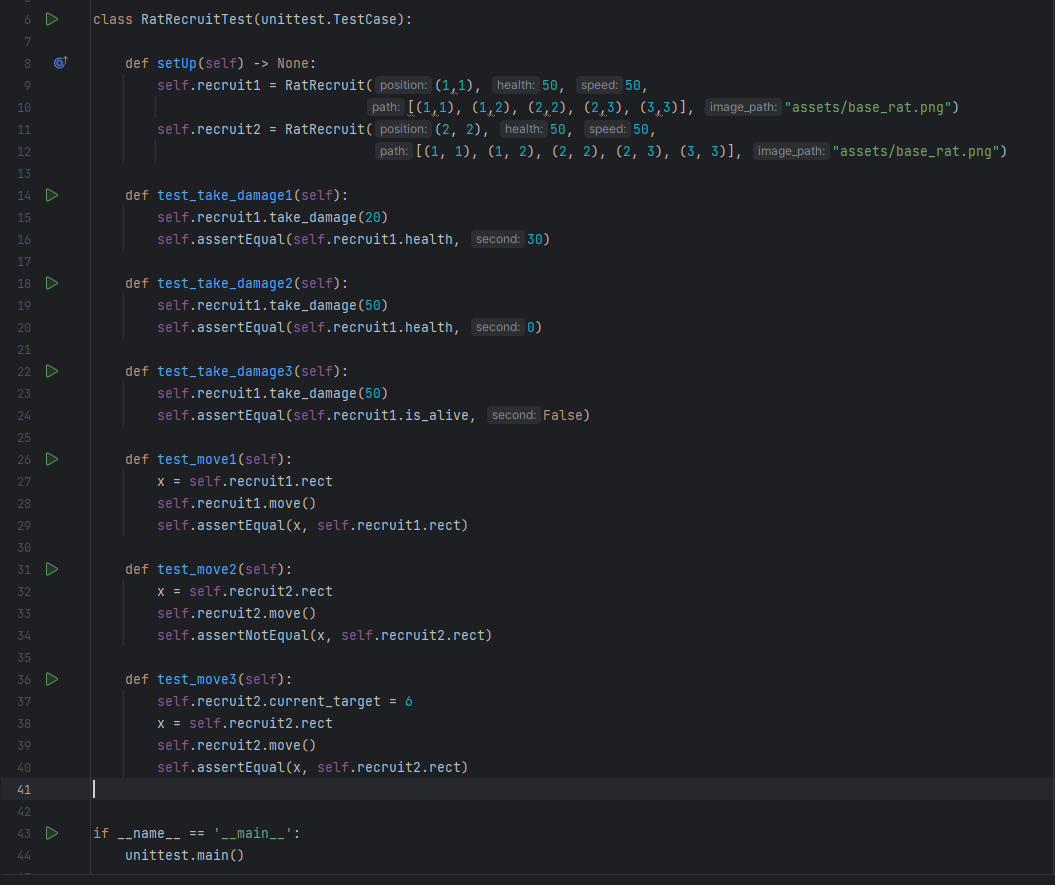 6 class RatRecruitTest(unittest.TestCase):
7
8 def setUp(self) -> None:
9 self.recruit1 = RatRecruit( position: (1,1), health: 50, speed: 50,
10 path: [(1,1), (1,2), (2,2), (2,3), (3,3)], image_path: "assets/base_rat.png")
11 self.recruit2 = RatRecruit( position: (2, 2), health: 50, speed: 50,
12 path: [(1, 1), (1, 2), (2, 2), (2, 3), (3, 3)], image_path: "assets/base_rat.png")
13
14 def test_take_damage1(self):
15 self.recruit1.take_damage(20)
16 self.assertEqual(self.recruit1.health, second: 30)
17
18 def test_take_damage2(self):
19 self.recruit1.take_damage(50)
20 self.assertEqual(self.recruit1.health, second: 0)
21
22 def test_take_damage3(self):
23 self.recruit1.take_damage(50)
24 self.assertEqual(self.recruit1.is_alive, second: False)
25
26 def test_move1(self):
27 x = self.recruit1.rect
28 self.recruit1.move()
29 self.assertEqual(x, self.recruit1.rect)
30
31 def test_move2(self):
32 x = self.recruit2.rect
33 self.recruit2.move()
34 self.assertNotEqual(x, self.recruit2.rect)
35
36 def test_move3(self):
37 self.recruit2.current_target = 6
38 x = self.recruit2.rect
39 self.recruit2.move()
40 self.assertEqual(x, self.recruit2.rect)
41
42
43 if __name__ == '__main__':
44 unittest.main()